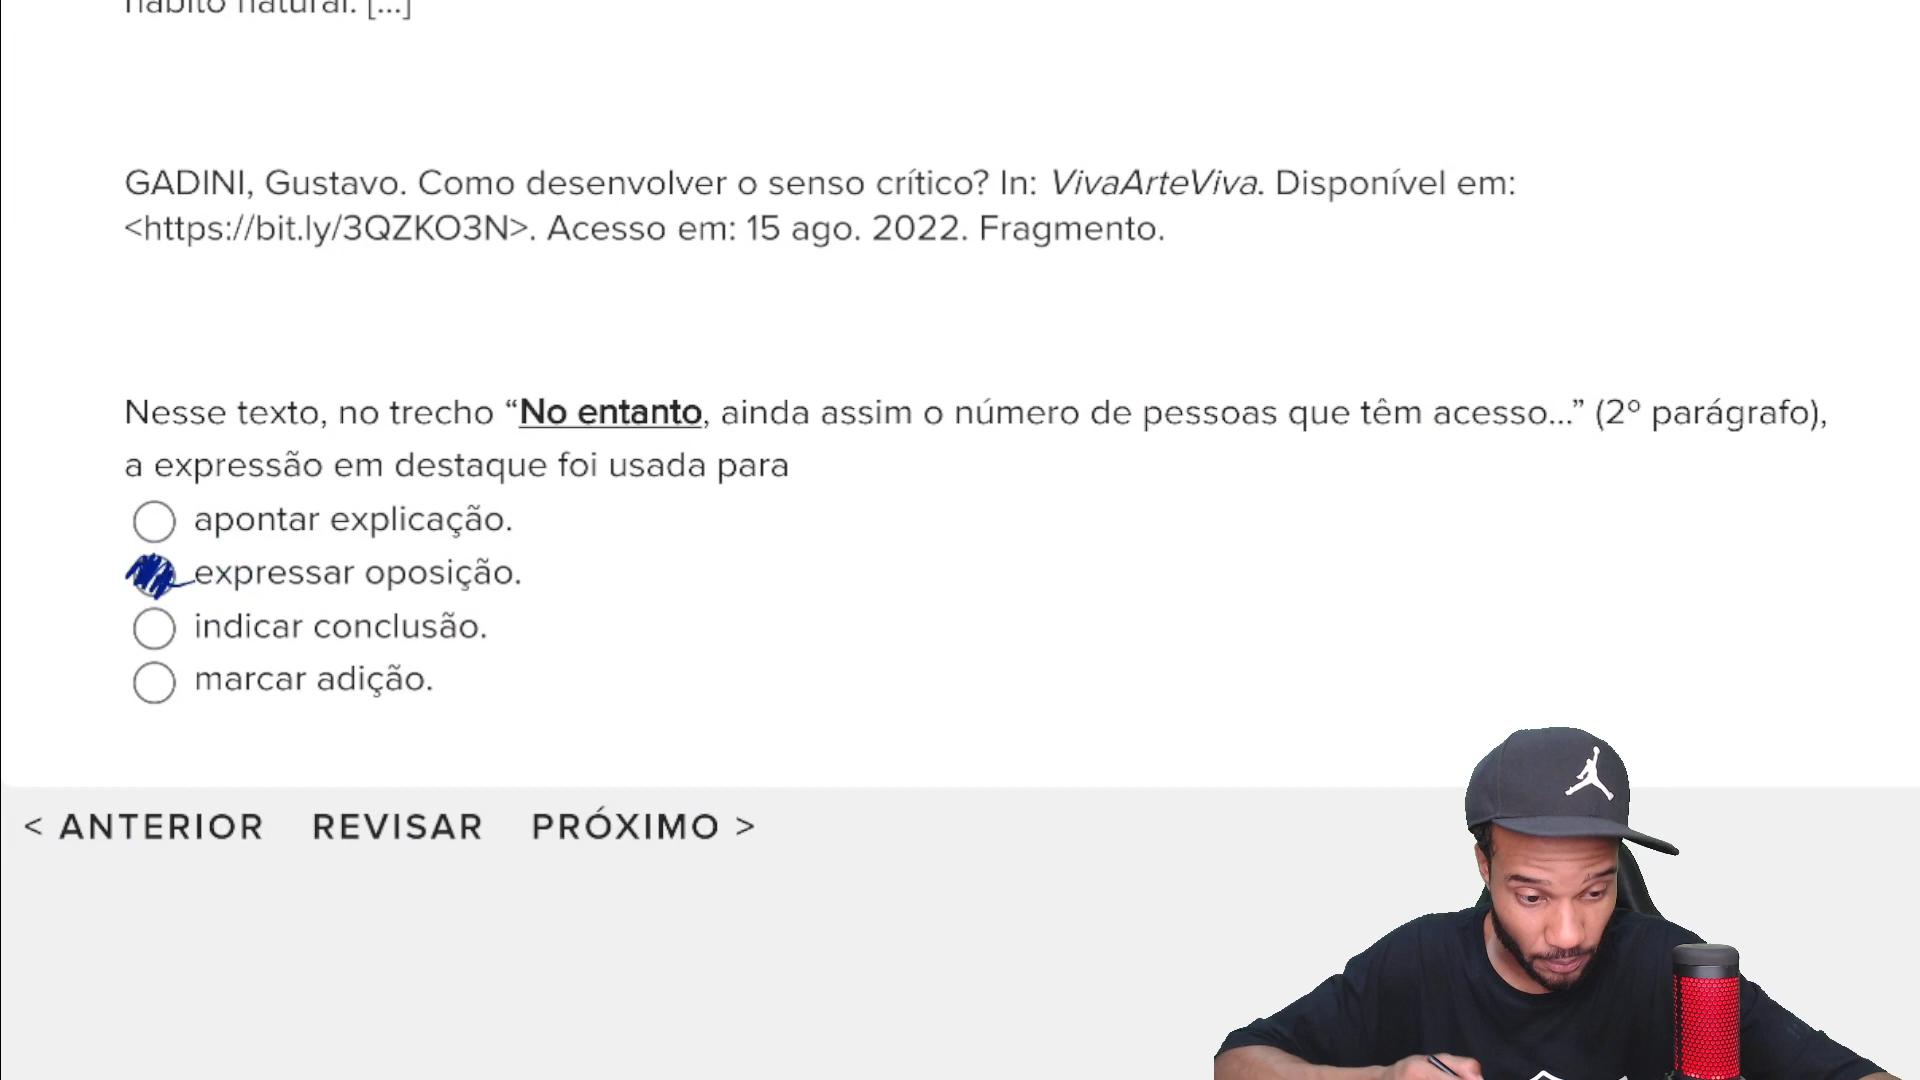 hábito natural. [...]
GADINI, Gustavo. Como desenvolver o senso crítico? In: VivaArteViva. Disponível em:
<https://bit.ly/3QZKO3N>. Acesso em: 15 ago. 2022. Fragmento.
Nesse texto, no trecho “No entanto, ainda assim o número de pessoas que têm acesso...” (2º parágrafo),
a expressão em destaque foi usada para
apontar explicação.
expressar oposição.
indicar conclusão.
marcar adição.
< ANTERIOR REVISAR PRÓXIMO >